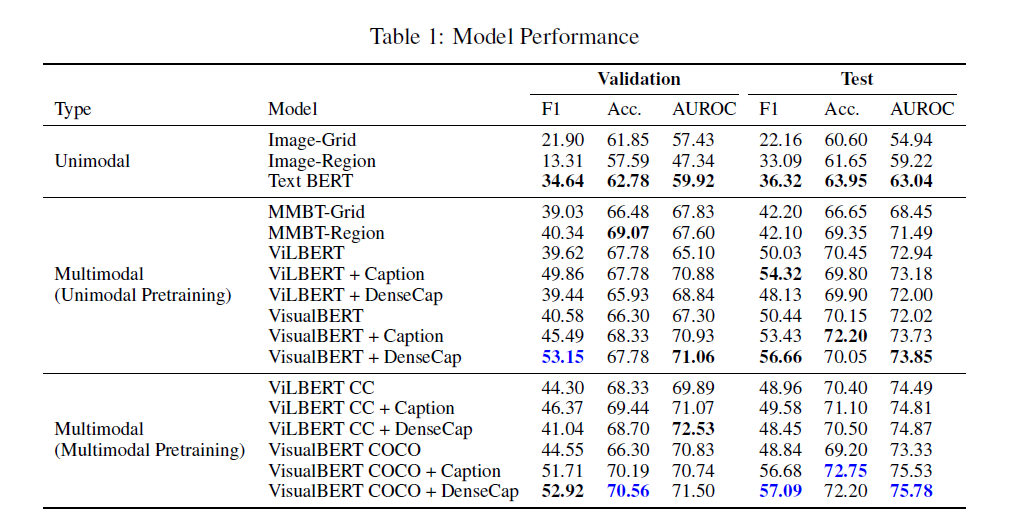 Table 1: Model Performance
Validation Test
Type Model F1 Acc. AUROC F1 Acc. AUROC
Image-Grid 21.90 61.85 57.43 22.16 60.60 54.94
Unimodal Image-Region 13.31 57.59 47.34 33.09 61.65 59.22
Text BERT 34.64 62.78 59.92 36.32 63.95 63.04
MMBT-Grid 39.03 66.48 67.83 42.20 66.65 68.45
MMBT-Region 40.34 69.07 67.60 42.10 69.35 71.49
ViLBERT 39.62 67.78 65.10 50.03 70.45 72.94
Multimodal ViLBERT + Caption 49.86 67.78 70.88 54.32 69.80 73.18
(Unimodal Pretraining) ViLBERT + DenseCap 39.44 65.93 68.84 48.13 69.90 72.00
VisualBERT 40.58 66.30 67.30 50.44 70.15 72.02
VisualBERT + Caption 45.49 68.33 70.93 53.43 72.20 73.73
VisualBERT + DenseCap 53.15 67.78 71.06 56.66 70.05 73.85
ViLBERT CC 44.30 68.33 69.89 48.96 70.40 74.49
ViLBERT CC + Caption 46.37 69.44 71.07 49.58 71.10 74.81
Multimodal ViLBERT CC + DenseCap 41.04 68.70 72.53 48.45 70.50 74.87
(Multimodal Pretraining) VisualBERT COCO 44.55 66.30 70.83 48.84 69.20 73.33
VisualBERT COCO + Caption 51.71 70.19 70.74 56.68 72.75 75.53
VisualBERT COCO + DenseCap 52.92 70.56 71.50 57.09 72.20 75.78